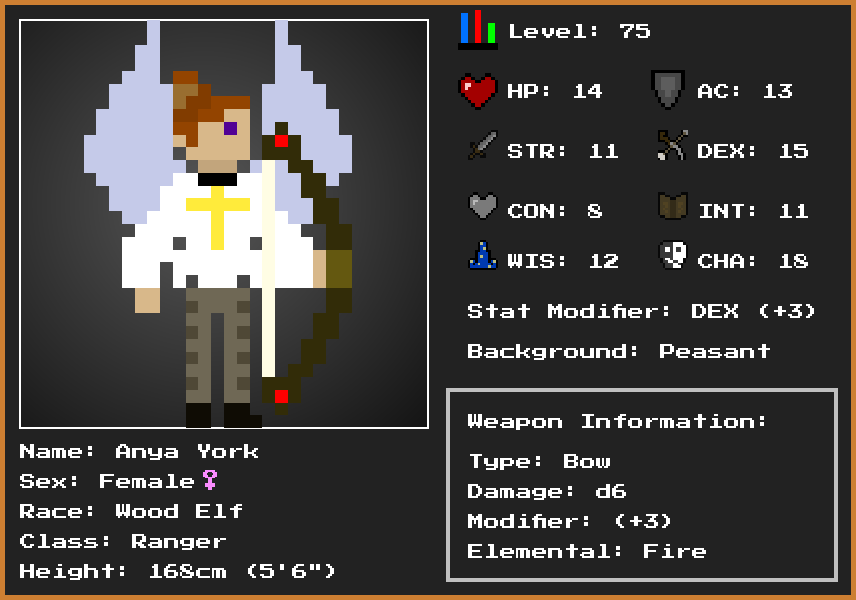 Level: 75
HP: 14 AC: 13
STR: 11 DEX: 15
CON: 8 INT: 11
WIS: 12 CHA: 18
Stat Modifier: DEX (+3)
Background: Peasant
Weapon Information:
Type: Bow
Damage: d6
Modifier: (+3)
Elemental: Fire
Name: Anya York
Sex: Female♀
Race: Wood Elf
Class: Ranger
Height: 168cm (5'6")